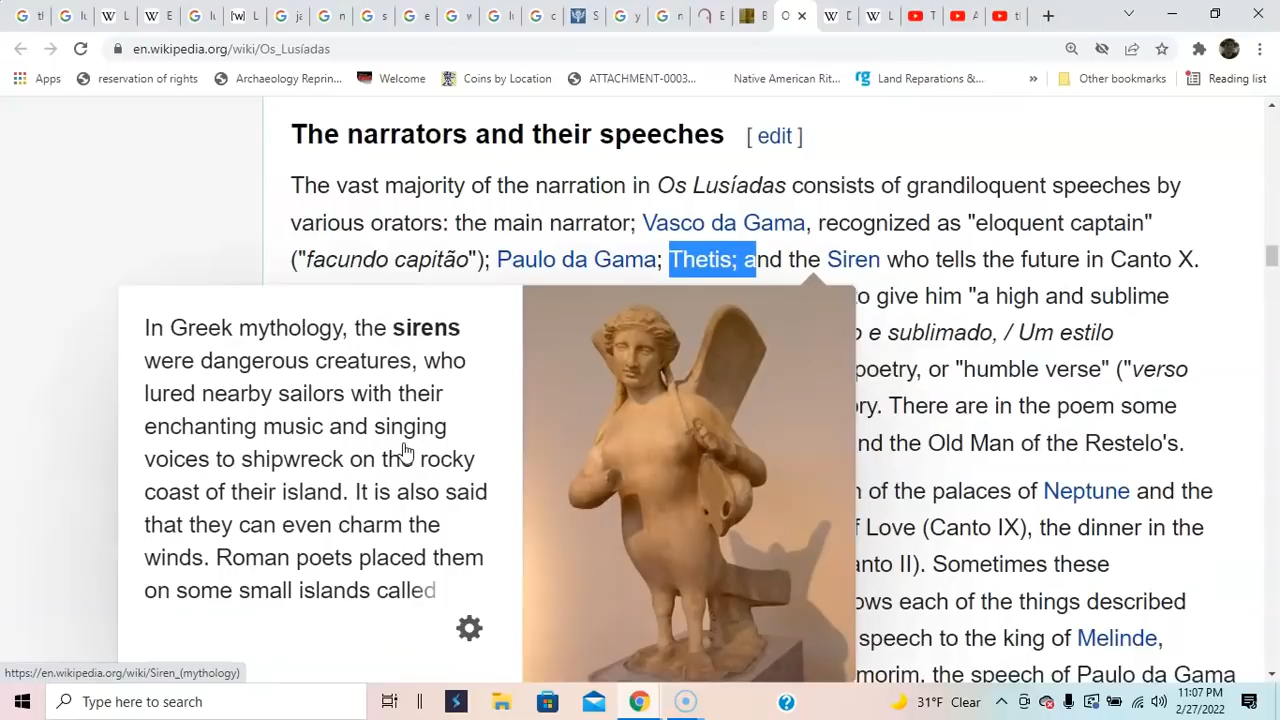 en.wikipedia.org/wiki/Os_Lusíadas
Apps reservation of rights Archaeology Reprin... Welcome Coins by Location ATTACHMENT-0003... Native American Rit... Land Reparations &... » Other bookmarks Reading list
The narrators and their speeches [ edit ]
The vast majority of the narration in Os Lusíadas consists of grandiloquent speeches by
various orators: the main narrator; Vasco da Gama, recognized as "eloquent captain"
("facundo capitão"); Paulo da Gama; Thetis; and the Siren who tells the future in Canto X.
to give him "a high and sublime
e sublimado, / Um estilo
poetry, or "humble verse" ("verso
ory. There are in the poem some
nd the Old Man of the Restelo's.
n of the palaces of Neptune and the
f Love (Canto IX), the dinner in the
anto II). Sometimes these
ows each of the things described
speech to the king of Melinde,
morim, the speech of Paulo da Gama
In Greek mythology, the sirens
were dangerous creatures, who
lured nearby sailors with their
enchanting music and singing
voices to shipwreck on the rocky
coast of their island. It is also said
that they can even charm the
winds. Roman poets placed them
on some small islands called
https://en.wikipedia.org/wiki/Siren_(mythology)
Type here to search
31°F Clear
11:07 PM
2/27/2022